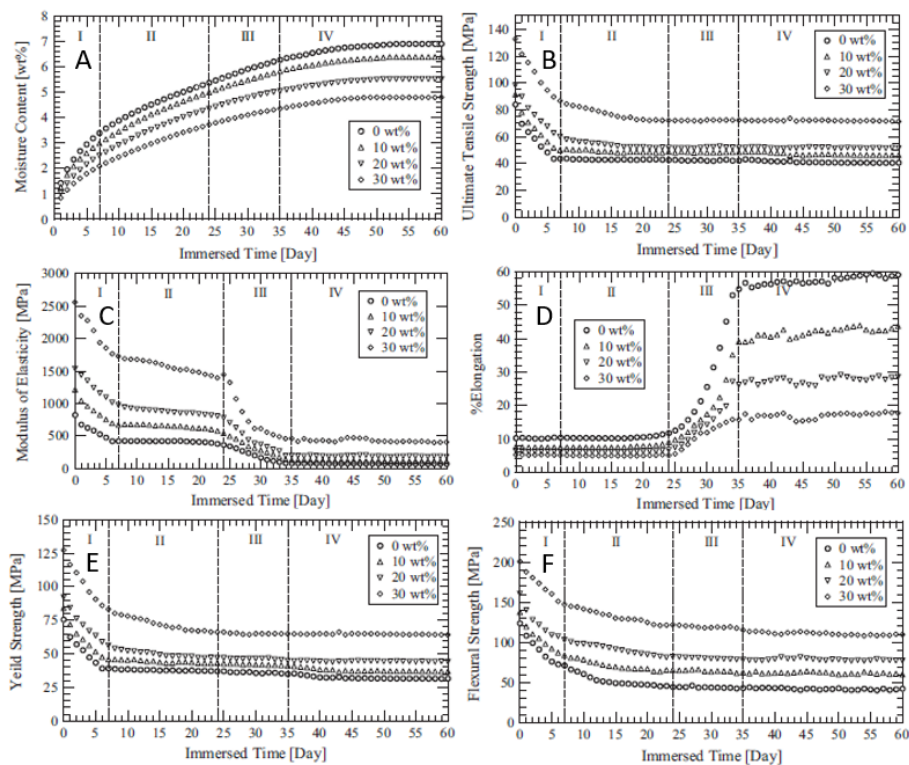 A
I II III IV
Moisture Content [wt%]
8
7
6
5
4
3
2
1
0
0 wt%
10 wt%
20 wt%
30 wt%
0 5 10 15 20 25 30 35 40 45 50 55 60
Immersed Time [Day]
B
I II III IV
Ultimate Tensile Strength [MPa]
150
140
120
100
80
60
40
20
0
0 wt%
10 wt%
20 wt%
30 wt%
0 5 10 15 20 25 30 35 40 45 50 55 60
Immersed Time [Day]
C
I II III IV
Modulus of Elasticity [MPa]
3000
2500
2000
1500
1000
500
0
0 wt%
10 wt%
20 wt%
30 wt%
0 5 10 15 20 25 30 35 40 45 50 55 60
Immersed Time [Day]
D
I II III IV
%Elongation
60
50
40
30
20
10
0
0 wt%
10 wt%
20 wt%
30 wt%
0 5 10 15 20 25 30 35 40 45 50 55 60
Immersed Time [Day]
E
I II III IV
Yeild Strength [MPa]
150
125
100
75
50
25
0
0 wt%
10 wt%
20 wt%
30 wt%
0 5 10 15 20 25 30 35 40 45 50 55 60
Immersed Time [Day]
F
I II III IV
Flexural Strength [MPa]
250
200
150
100
50
0
0 wt%
10 wt%
20 wt%
30 wt%
0 5 10 15 20 25 30 35 40 45 50 55 60
Immersed Time [Day]